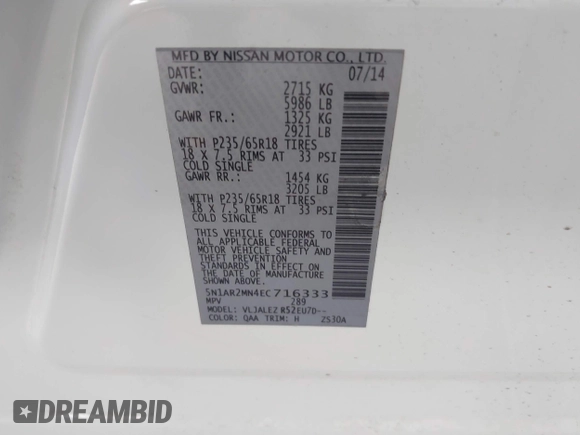 MFD BY NISSAN MOTOR CO., LTD.
DATE: 07/14
GVWR: 2715 KG
5986 LB
GAWR FR.: 1325 KG
2921 LB
WITH P235/65R18 TIRES
18 X 7.5 RIMS AT 33 PSI
COLD SINGLE
GAWR RR.: 1454 KG
3205 LB
WITH P235/65R18 TIRES
18 X 7.5 RIMS AT 33 PSI
COLD SINGLE
THIS VEHICLE CONFORMS TO
ALL APPLICABLE FEDERAL
MOTOR VEHICLE SAFETY AND
THEFT PREVENTION
STANDARDS IN EFFECT
ON THE DATE OF MANUFACTURE
SHOWN ABOVE.
5N1AR2MN4EC716333
MPV 289
MODEL: VLJALEZ R52EU7D--
COLOR: QAA TRIM: H ZS30A
DREAMBID